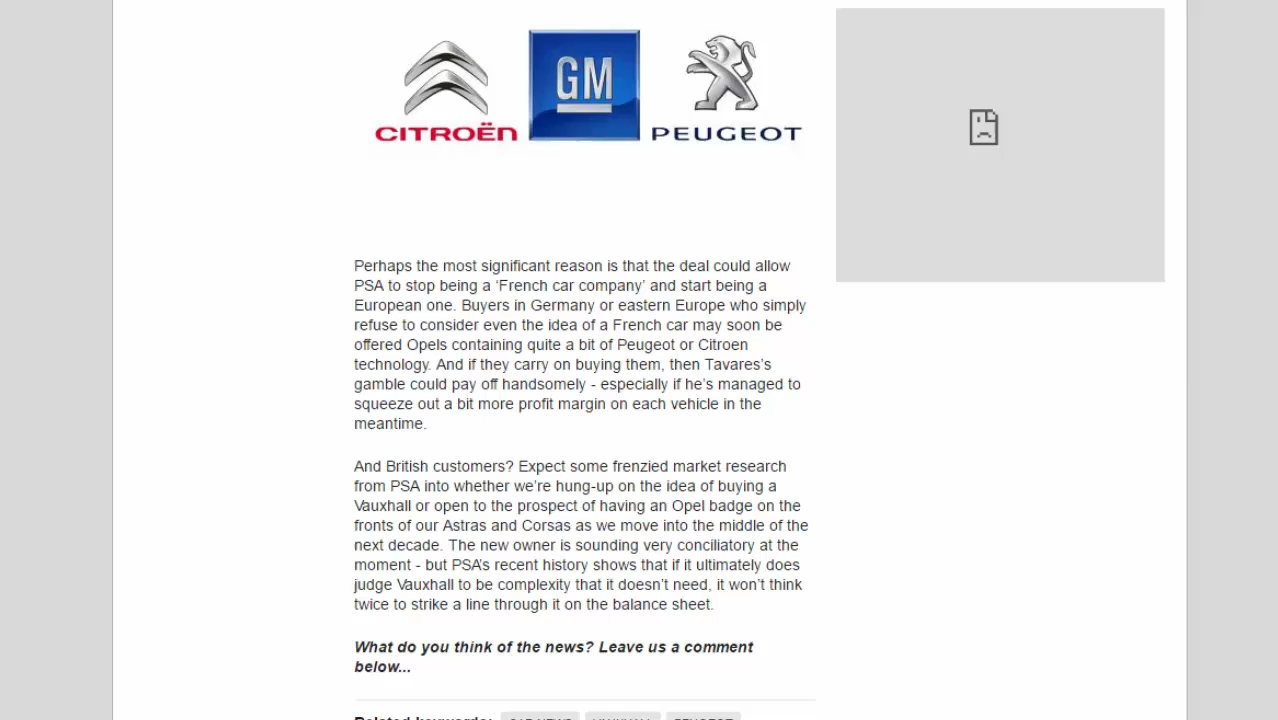 CITROËN GM PEUGEOT
Perhaps the most significant reason is that the deal could allow
PSA to stop being a ‘French car company’ and start being a
European one. Buyers in Germany or eastern Europe who simply
refuse to consider even the idea of a French car may soon be
offered Opels containing quite a bit of Peugeot or Citroen
technology. And if they carry on buying them, then Tavares’s
gamble could pay off handsomely - especially if he’s managed to
squeeze out a bit more profit margin on each vehicle in the
meantime.
And British customers? Expect some frenzied market research
from PSA into whether we’re hung-up on the idea of buying a
Vauxhall or open to the prospect of having an Opel badge on the
fronts of our Astras and Corsas as we move into the middle of the
next decade. The new owner is sounding very conciliatory at the
moment - but PSA’s recent history shows that if it ultimately does
judge Vauxhall to be complexity that it doesn’t need, it won’t think
twice to strike a line through it on the balance sheet.
What do you think of the news? Leave us a comment
below...
Related keywords: CAR NEWS VAUXHALL PEUGEOT